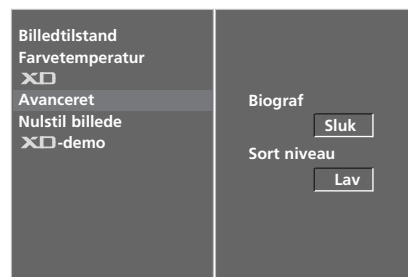 Billedtilstand
Farvetemperatur
XD
Avanceret
Nulstil billede
XD-demo
Biograf
Sluk
Sort niveau
Lav